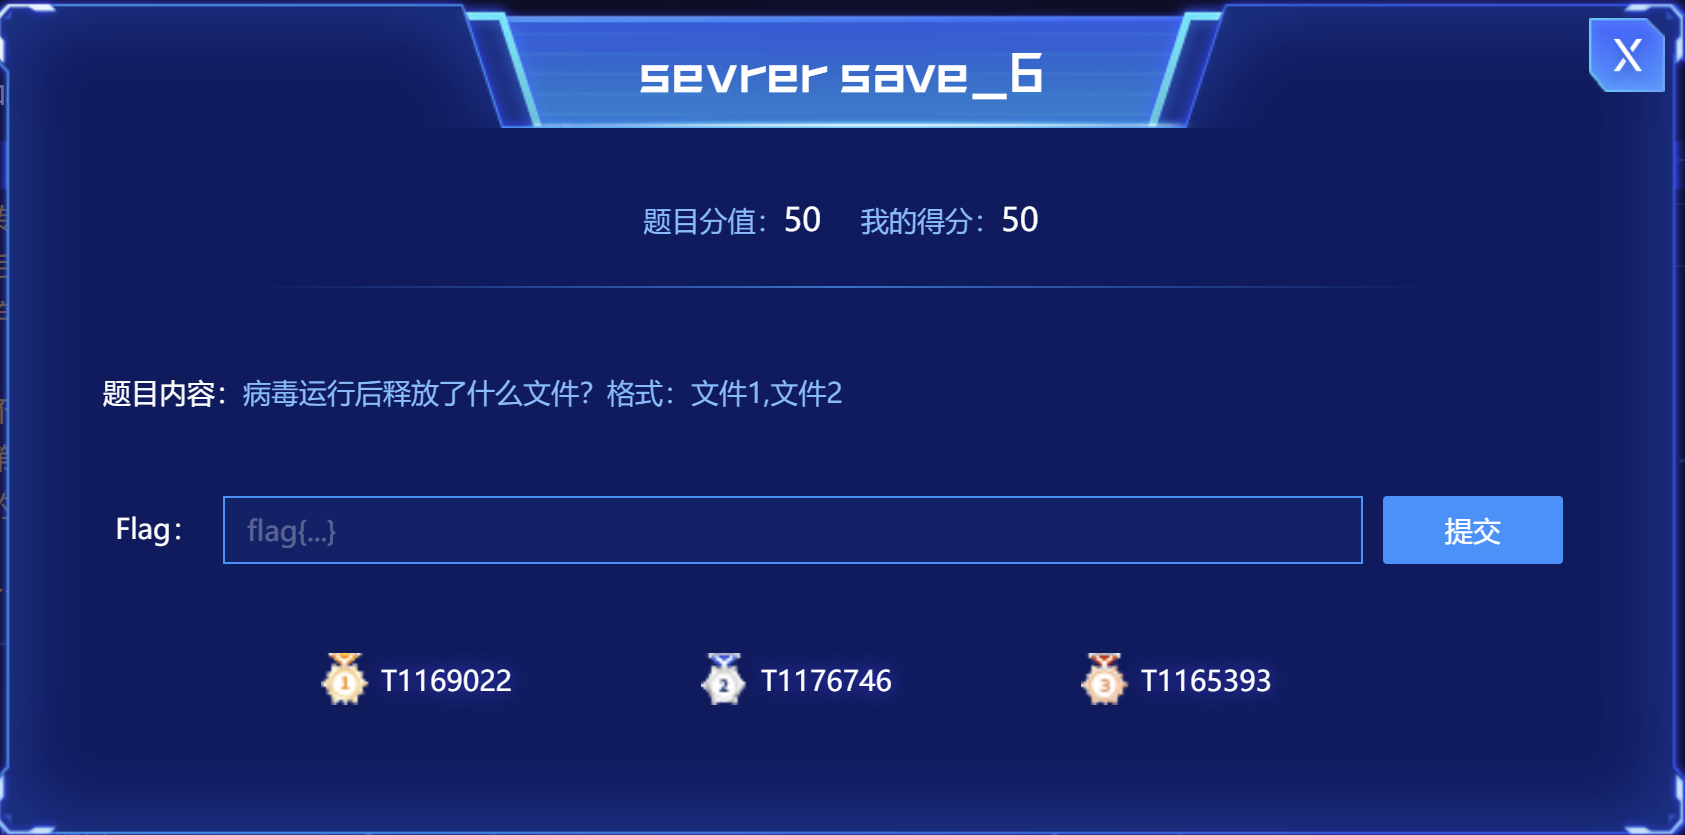 sevrer save_6
X
题目分值：50 我的得分：50
题目内容：病毒运行后释放了什么文件？格式：文件1,文件2
Flag： flag{...} 提交
1 T1169022 2 T1176746 3 T1165393